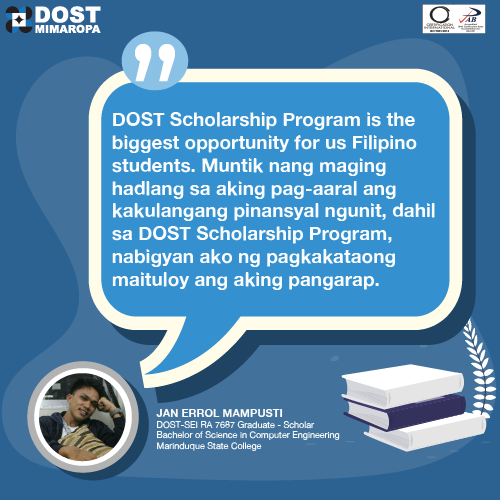 DOST
MIMAROPA
CERTIFICATION
INTERNATIONAL
DOST Scholarship Program is the
biggest opportunity for us Filipino
students. Muntik nang maging
hadlang sa aking pag-aaral ang
kakulangang pinansyal ngunit, dahil
sa DOST Scholarship Program,
nabigyan ako ng pagkakataong
maituloy ang aking pangarap.
JAN ERROL MAMPUSTI
DOST-SEI RA 7687 Graduate - Scholar
Bachelor of Science in Computer Engineering
Marinduque State College